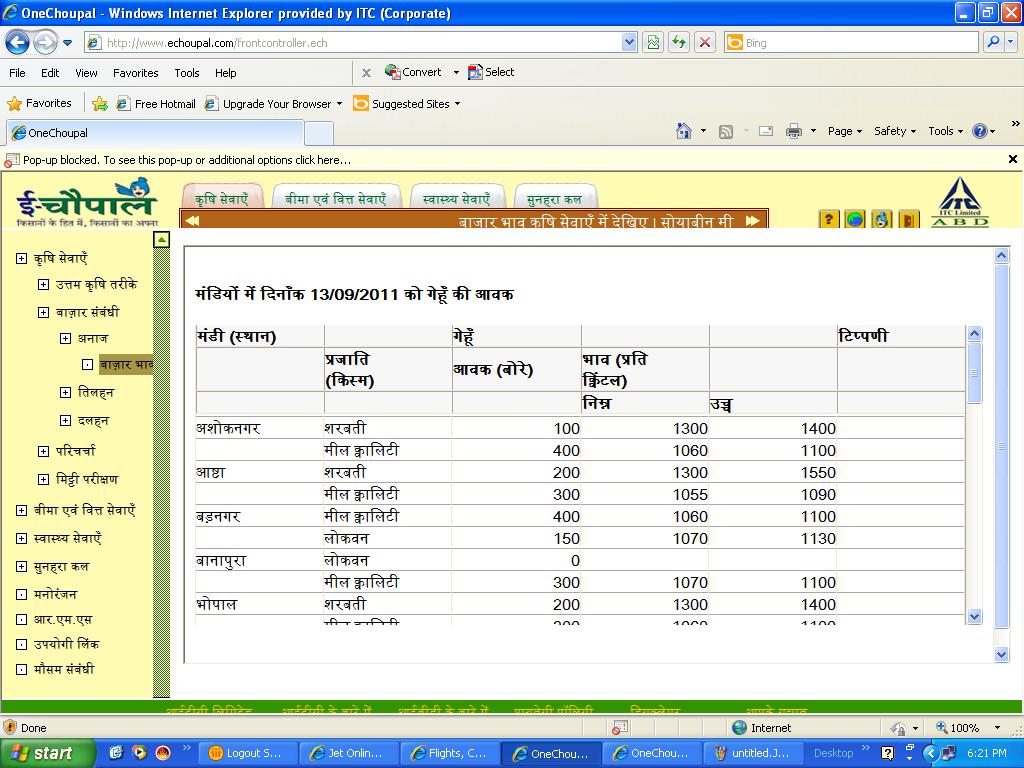 OneChoupal - Windows Internet Explorer provided by ITC (Corporate)
http://www.echoupal.com/frontcontroller.ech
Bing
File Edit View Favorites Tools Help
x Convert Select
Favorites Free Hotmail Upgrade Your Browser Suggested Sites
OneChoupal
Page Safety Tools
Pop-up blocked. To see this pop-up or additional options click here...
ई-चौपाल
किसानों के हित में, किसानों का अपना
कृषि सेवाएँ बीमा एवं वित्त सेवाएँ स्वास्थ्य सेवाएँ सुनहरा कल
बाजार भाव कृषि सेवाएँ में देखिए । सोयाबीन मी
ITC Limited
ABD
कृषि सेवाएँ
उत्तम कृषि तरीके
बाज़ार संबंधी
अनाज
बाज़ार भाव
तिलहन
दलहन
परिचर्चा
मिट्टी परीक्षण
बीमा एवं वित्त सेवाएँ
स्वास्थ्य सेवाएँ
सुनहरा कल
मनोरंजन
आर.एम.एस
उपयोगी लिंक
मौसम संबंधी
मंडियों में दिनाँक 13/09/2011 को गेहूँ की आवक
मंडी (स्थान) गेहूँ टिप्पणी
प्रजाति (किस्म) आवक (बोरे) भाव (प्रति क्विंटल)
निम्न उच्च
अशोकनगर शरबती 100 1300 1400
मील क्वालिटी 400 1060 1100
आष्टा शरबती 200 1300 1550
मील क्वालिटी 300 1055 1090
बड़नगर मील क्वालिटी 400 1060 1100
लोकवन 150 1070 1130
बानापुरा लोकवन 0
मील क्वालिटी 300 1070 1100
भोपाल शरबती 200 1300 1400
Done Internet 100%
start Logout S... Jet Onlin... Flights, C... OneChou... OneChou... untitled.J... Desktop 6:21 PM